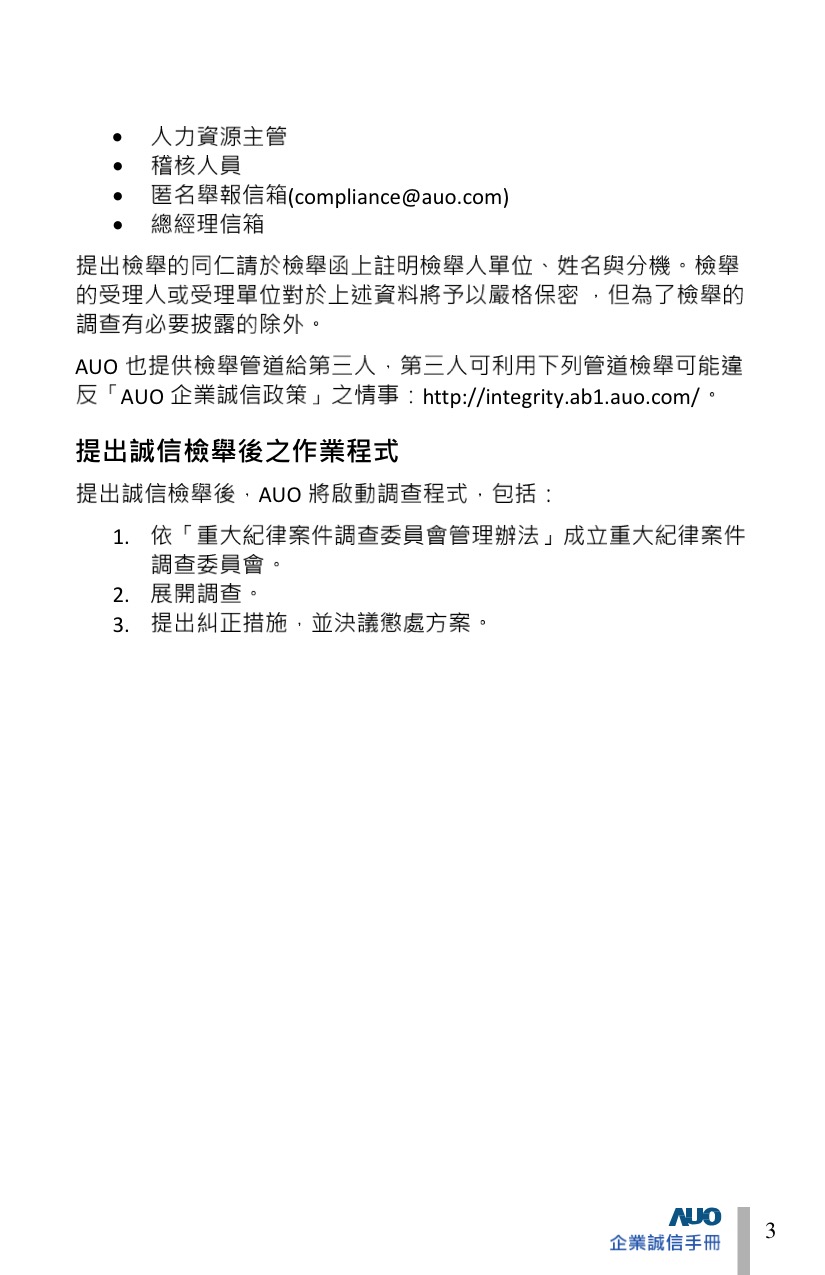 • 人力資源主管
• 稽核人員
• 匿名舉報信箱(compliance@auo.com)
• 總經理信箱
提出檢舉的同仁請於檢舉函上註明檢舉人單位、姓名與分機。檢舉
的受理人或受理單位對於上述資料將予以嚴格保密 ，但為了檢舉的
調查有必要披露的除外。
AUO 也提供檢舉管道給第三人，第三人可利用下列管道檢舉可能違
反「AUO 企業誠信政策」之情事：http://integrity.ab1.auo.com/。
提出誠信檢舉後之作業程式
提出誠信檢舉後，AUO 將啟動調查程式，包括：
1. 依「重大紀律案件調查委員會管理辦法」成立重大紀律案件
調查委員會。
2. 展開調查。
3. 提出糾正措施，並決議懲處方案。
AUO
企業誠信手冊
3